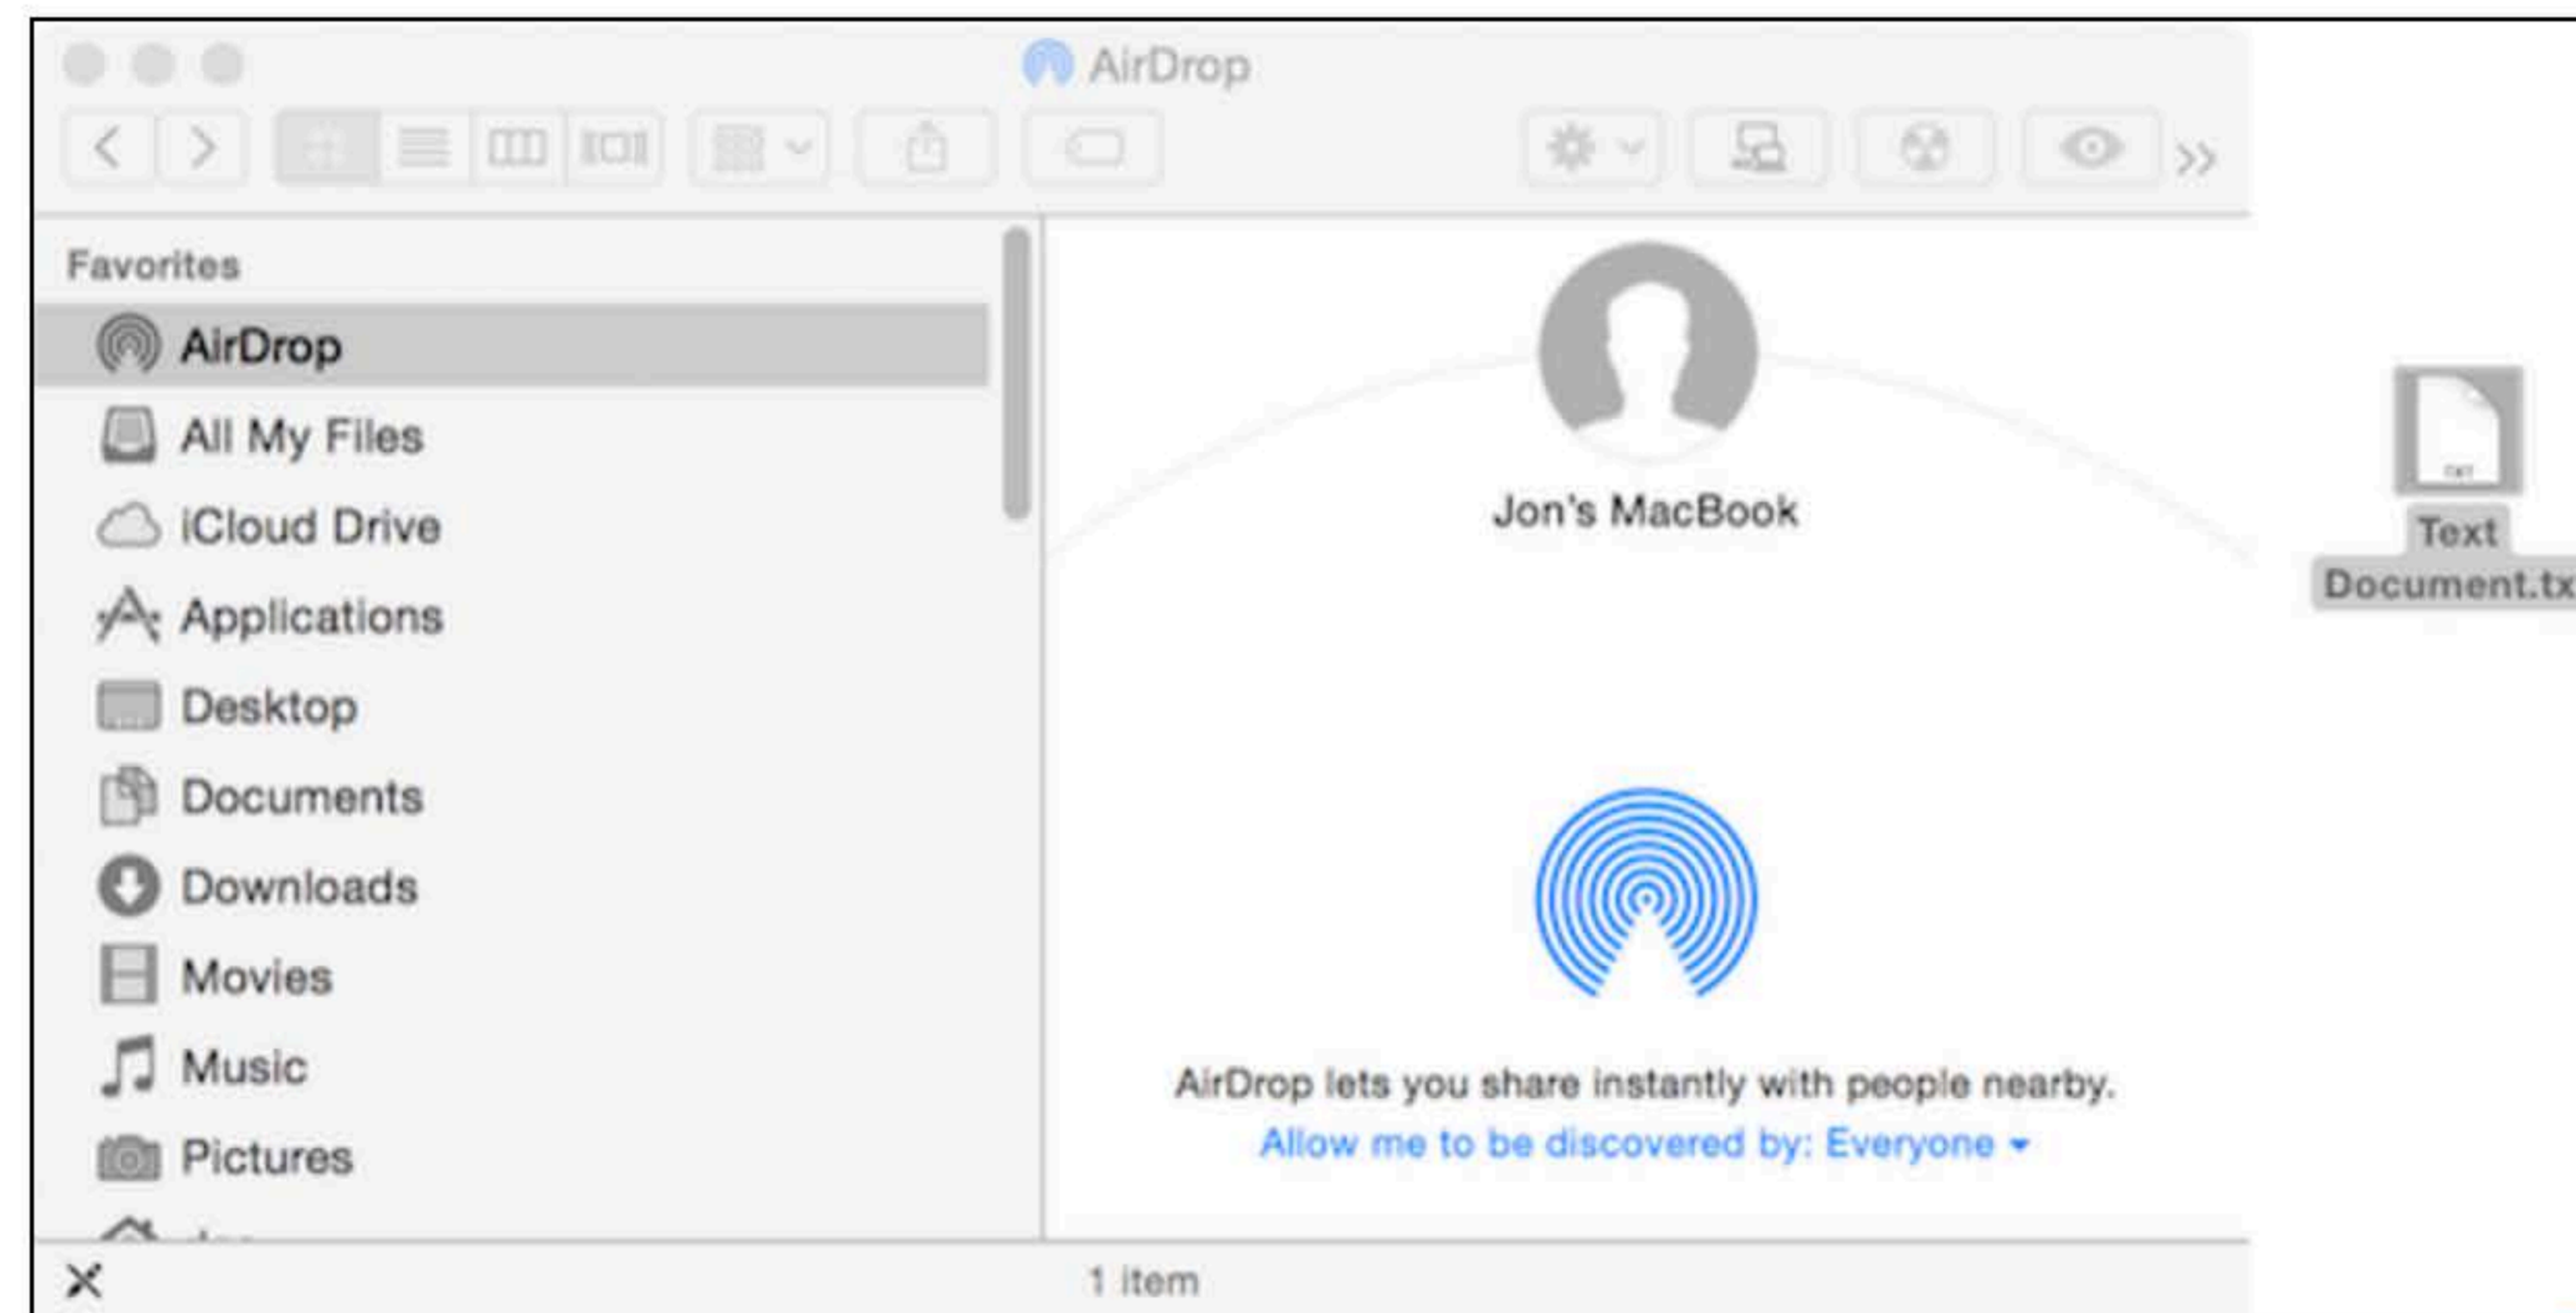 AirDrop
Favorites
AirDrop
All My Files
iCloud Drive
Applications
Desktop
Documents
Downloads
Movies
Music
Pictures
Jon's MacBook
TXT
Text
Document.tx
AirDrop lets you share instantly with people nearby.
Allow me to be discovered by: Everyone
1 item